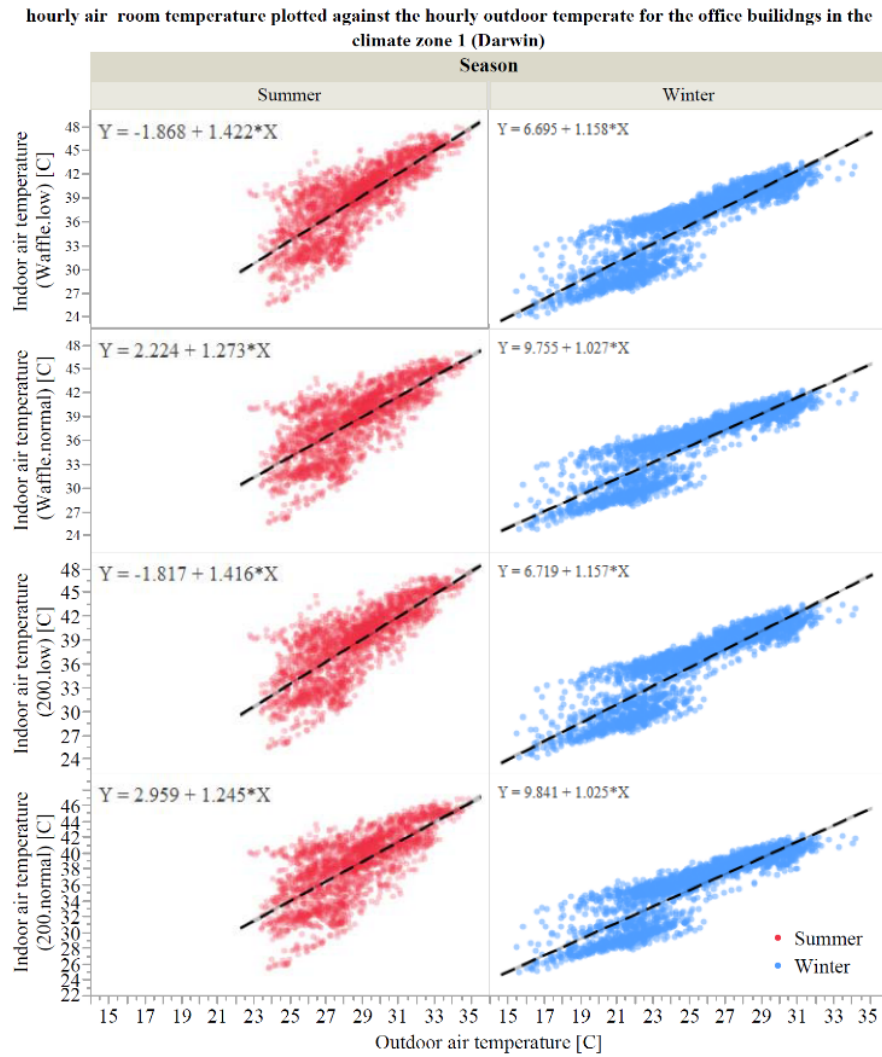 hourly air room temperature plotted against the hourly outdoor temperate for the office builidngs in the
climate zone 1 (Darwin)
Season
Summer Winter
Indoor air temperature
(Waffle.low) [C]
48
45
42
39
36
33
30
27
24
Y = -1.868 + 1.422*X
Y = 6.695 + 1.158*X
Indoor air temperature
(Waffle.normal) [C]
48
45
42
39
36
33
30
27
24
Y = 2.224 + 1.273*X
Y = 9.755 + 1.027*X
Indoor air temperature
(200.low) [C]
48
45
42
39
36
33
30
27
24
Y = -1.817 + 1.416*X
Y = 6.719 + 1.157*X
Indoor air temperature
(200.normal) [C]
46
44
42
40
38
36
34
32
30
28
26
24
22
Y = 2.959 + 1.245*X
Y = 9.841 + 1.025*X
Summer
Winter
15 17 19 21 23 25 27 29 31 33 35 15 17 19 21 23 25 27 29 31 33 35
Outdoor air temperature [C]